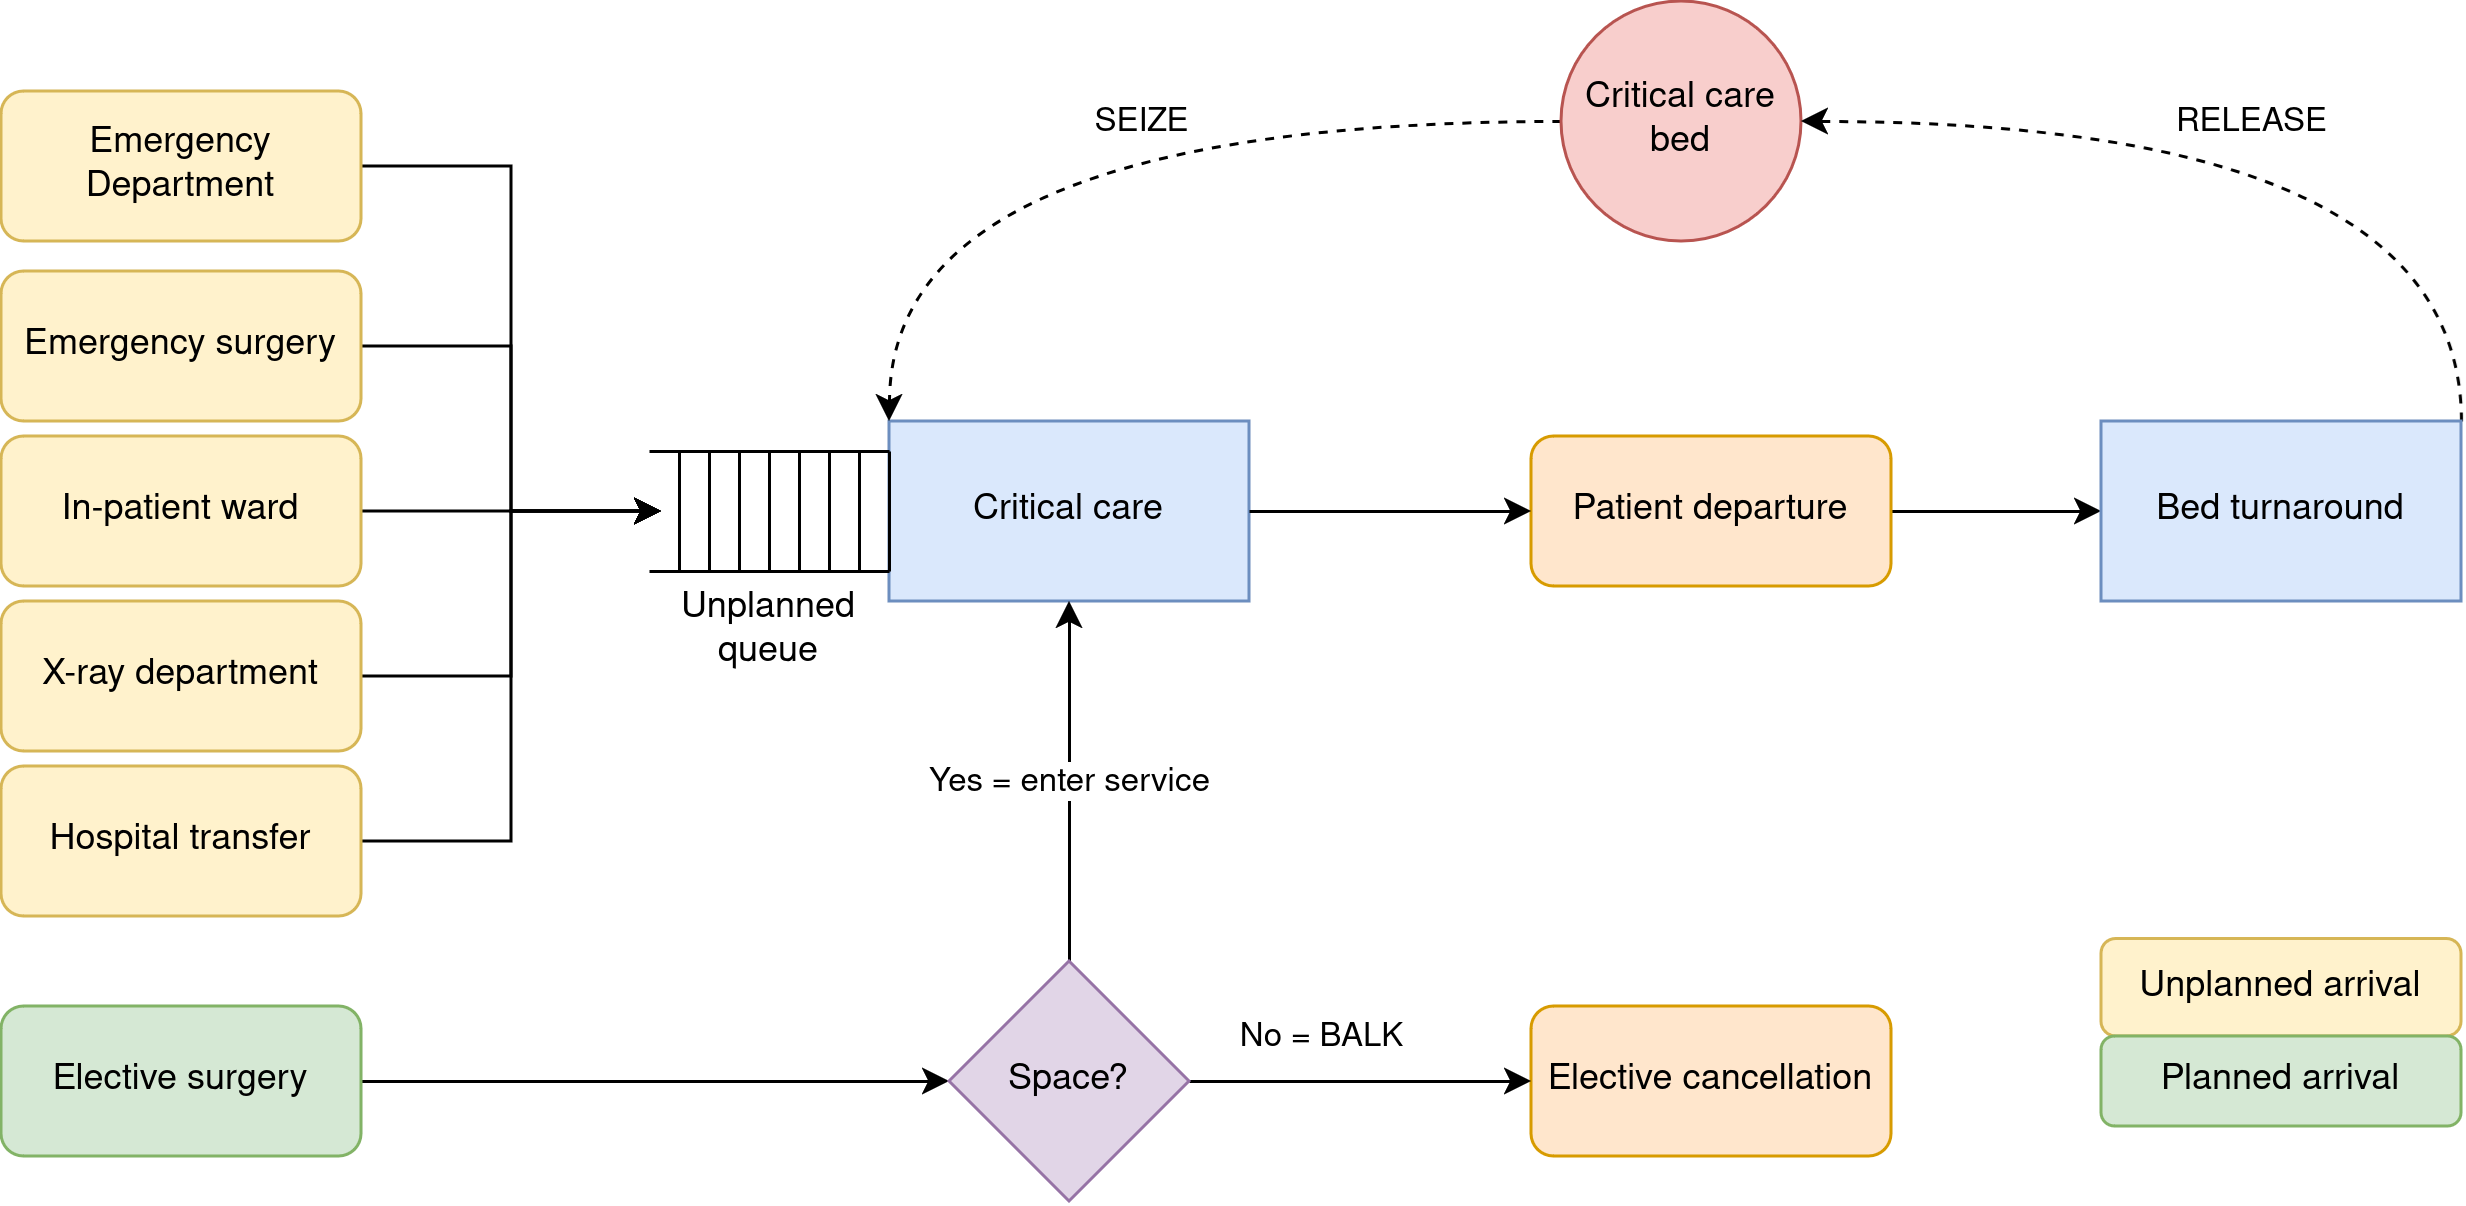 Critical care
bed
SEIZE
RELEASE
Emergency
Department
Emergency surgery
In-patient ward
X-ray department
Hospital transfer
Unplanned
queue
Critical care
Patient departure
Bed turnaround
Yes = enter service
Elective surgery
Space?
No = BALK
Elective cancellation
Unplanned arrival
Planned arrival